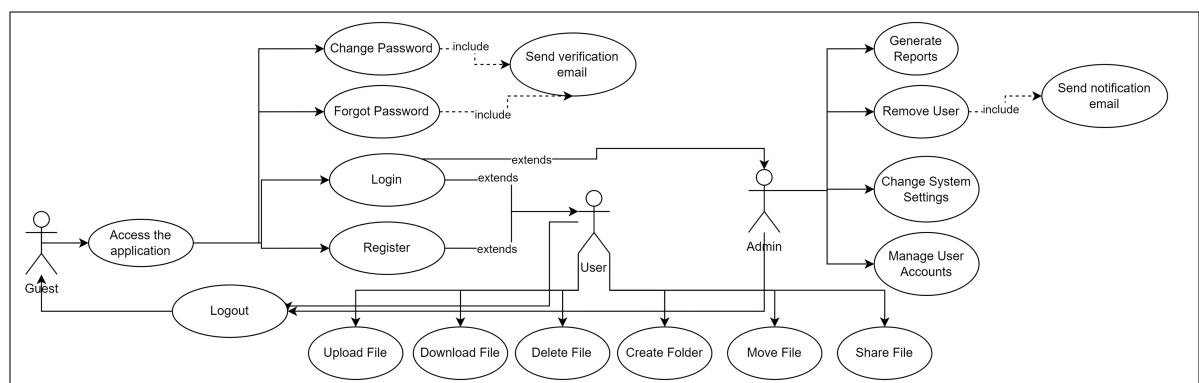 Change Password
include
Send verification
email
Forgot Password
include
Login
extends
extends
Register
extends
Access the
application
Guest
Logout
User
Admin
Generate
Reports
Remove User
include
Send notification
email
Change System
Settings
Manage User
Accounts
Upload File
Download File
Delete File
Create Folder
Move File
Share File